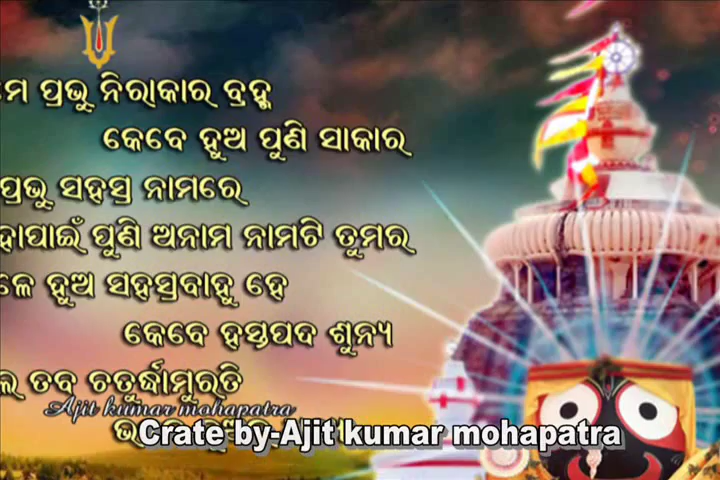 ପ୍ରଭୁ ନିରାକାର ବ୍ରହ୍ମ
କେବେ ହୁଅ ପୁଣି ସାକାର
ପ୍ରଭୁ ସହସ୍ର ନାମରେ
ପୁଣି ଅନାମ ନାମଟି ତୁମର
ହୁଅ ସହସ୍ରବାହୁ ହେ
କେବେ ହସ୍ତପଦ ଶୁନ୍ୟ
ତବ ଚତୁର୍ଦ୍ଧାମୁରତି
Ajit kumar mohapatra
Crate by-Ajit kumar mohapatra